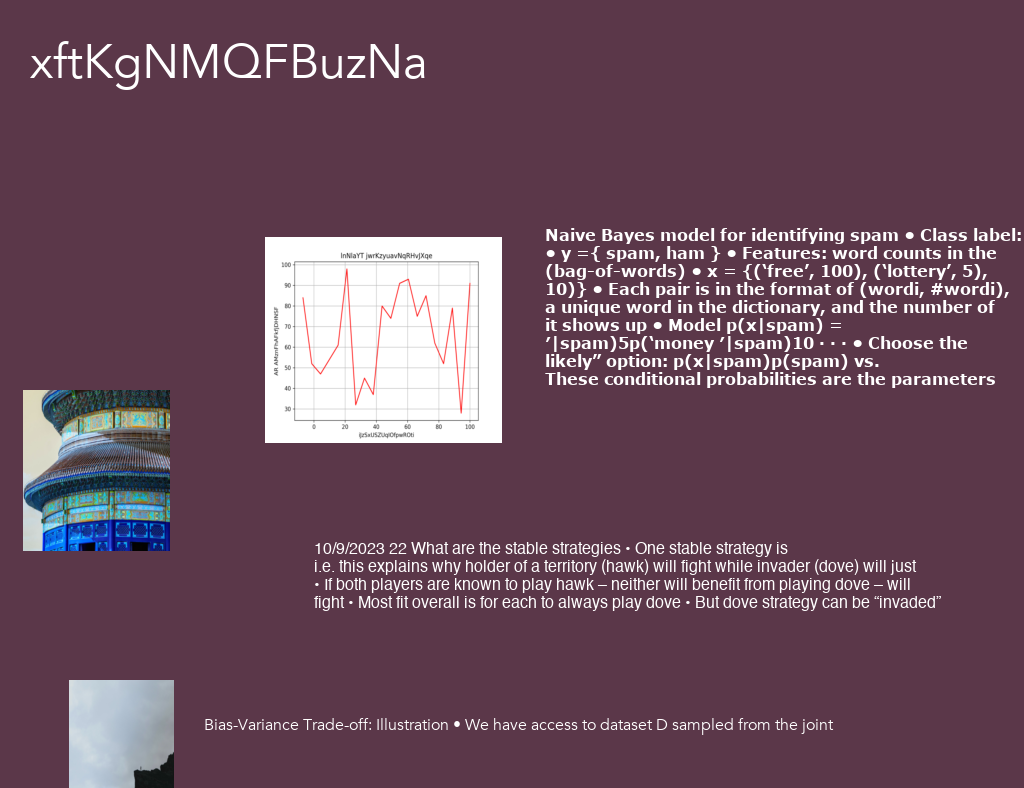 xftKgNMQFBuzNa
InNlaYT jwrKzyuavNqRHvJXqe
100
90
80
70
60
50
40
30
0
20
40
60
80
100
Naive Bayes model for identifying spam • Class label:
• y ={ spam, ham } • Features: word counts in the
(bag-of-words) • x = {(‘free’, 100), (‘lottery’, 5),
10)} • Each pair is in the format of (wordi, #wordi),
a unique word in the dictionary, and the number of
it shows up • Model p(x|spam) =
’|spam)5p(‘money ’|spam)10 · · · • Choose the
likely” option: p(x|spam)p(spam) vs.
These conditional probabilities are the parameters
10/9/2023 22 What are the stable strategies • One stable strategy is
i.e. this explains why holder of a territory (hawk) will fight while invader (dove) will just
• If both players are known to play hawk – neither will benefit from playing dove – will
fight • Most fit overall is for each to always play dove • But dove strategy can be “invaded”
Bias-Variance Trade-off: Illustration • We have access to dataset D sampled from the joint